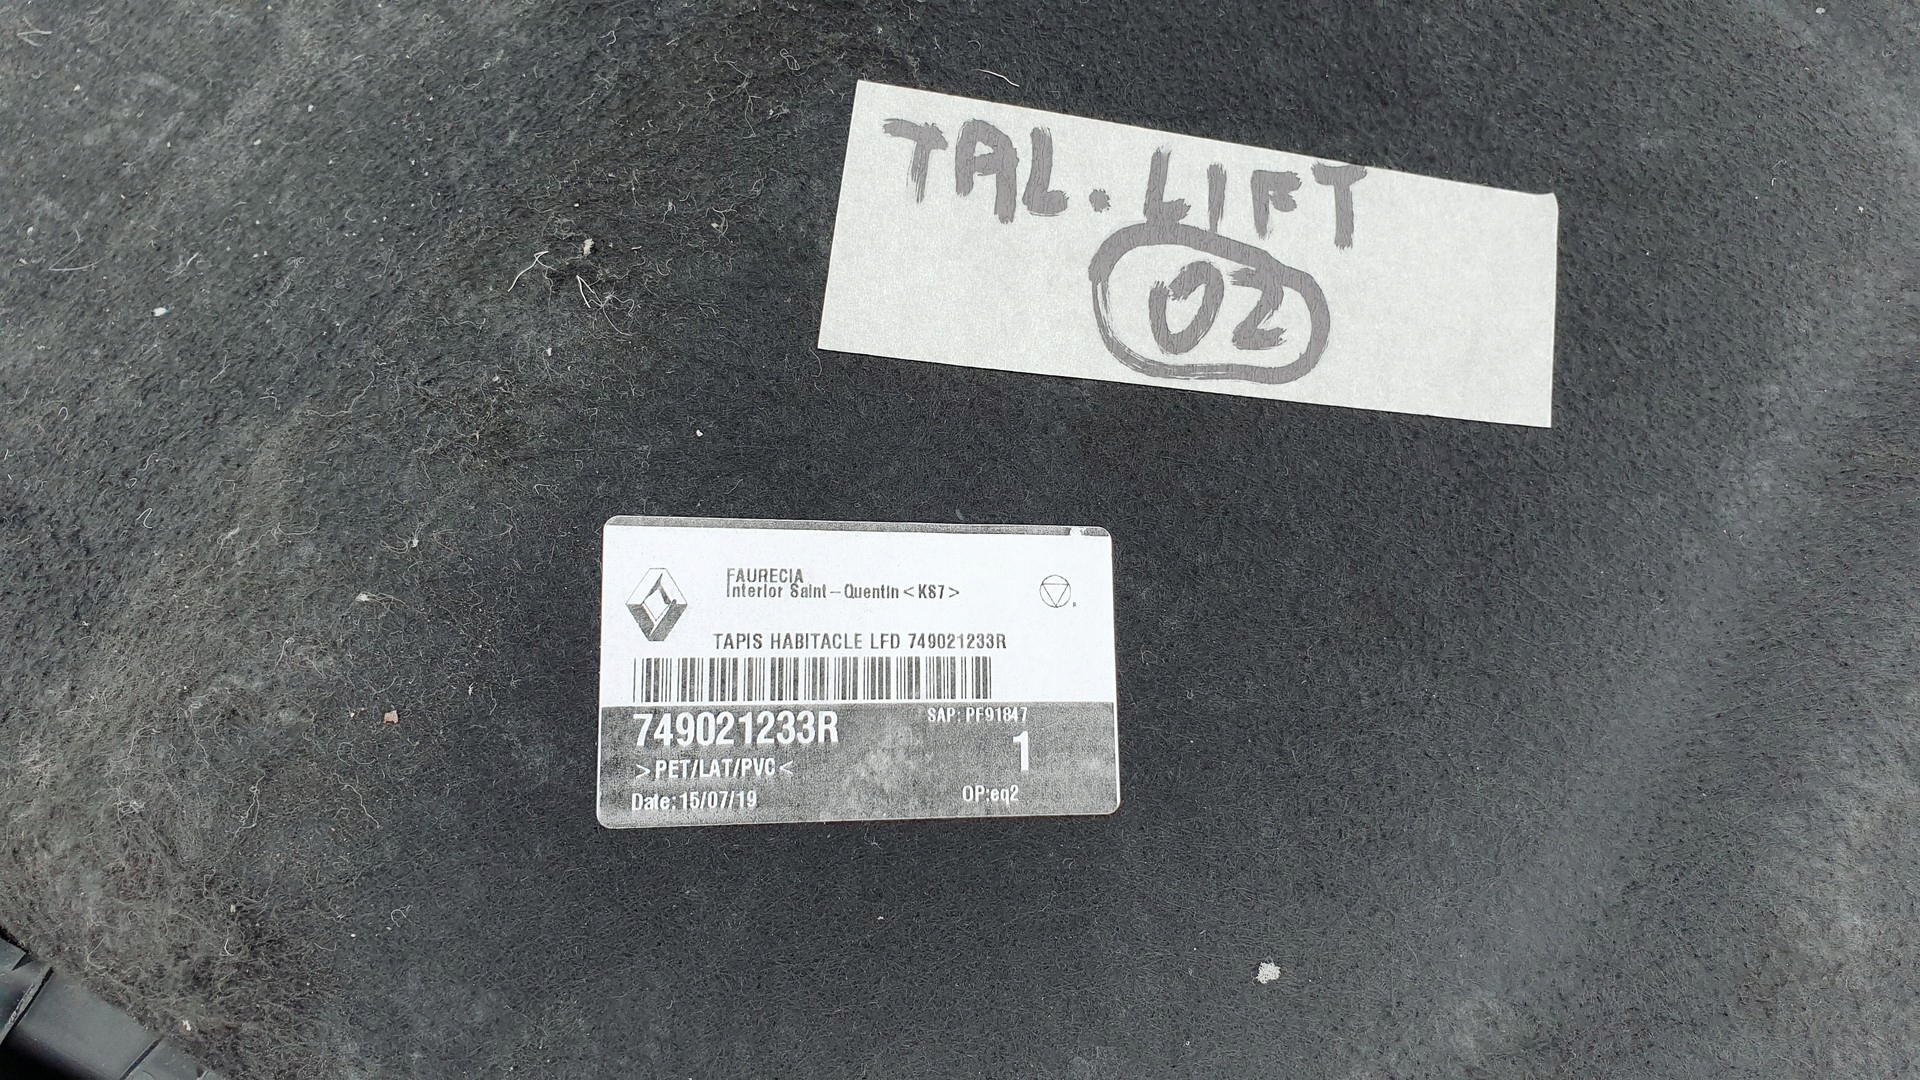 TAL. LIFT
02
FAURECIA
Interior Saint-Quentin <KS7>
TAPIS HABITACLE LFD 749021233R
749021233R
SAP: PF91847
1
>PET/LAT/PVC<
Date: 15/07/19
OP:eq2